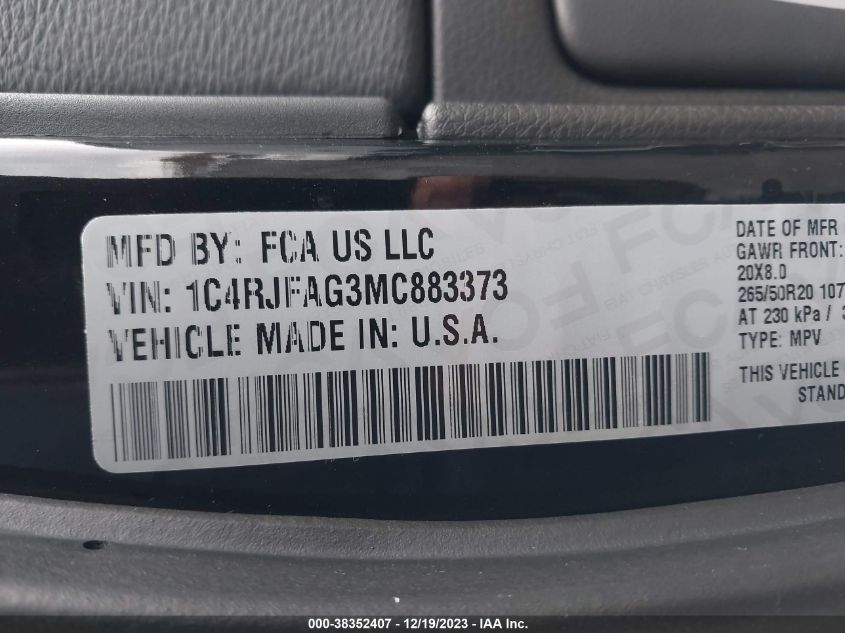 MFD BY: FCA US LLC
VIN: 1C4RJFAG3MC883373
VEHICLE MADE IN: U.S.A.
DATE OF MFR
GAWR FRONT:
20X8.0
265/50R20 107
AT 230 kPa /
TYPE: MPV
THIS VEHICLE
STAND
000-38352407 - 12/19/2023 - IAA Inc.